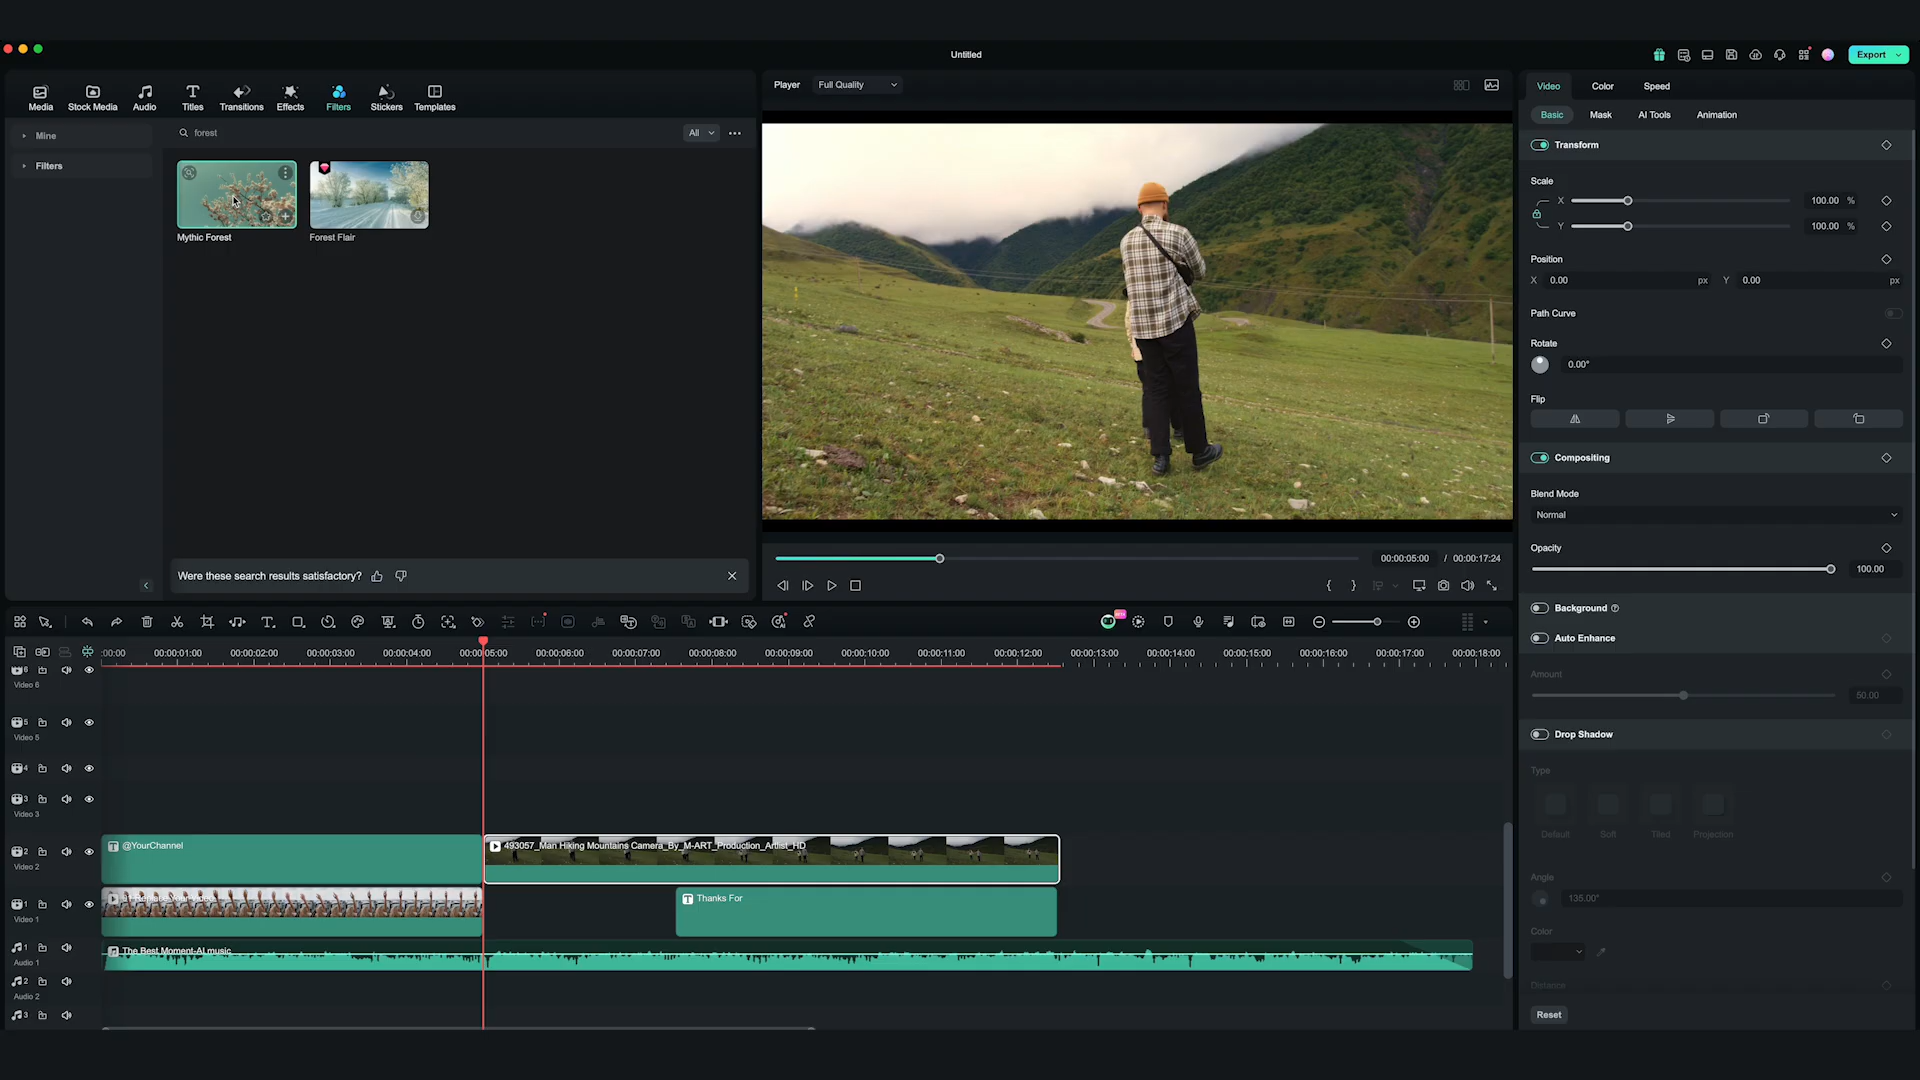 Untitled
Export
Media
Stock Media
Audio
Titles
Transitions
Effects
Filters
Stickers
Templates
Mine
Filters
forest
All
Mythic Forest
Forest Flair
Were these search results satisfactory?
Player
Full Quality
00:00:05:00 / 00:00:17:24
Video
Color
Speed
Basic
Mask
AI Tools
Animation
Transform
Scale
X 100.00 %
Y 100.00 %
Position
X 0.00 px Y 0.00 px
Path Curve
Rotate
0.00°
Flip
Compositing
Blend Mode
Normal
Opacity
100.00
Background
Auto Enhance
Amount
50.00
Drop Shadow
Type
Default
Soft
Tiled
Projection
Angle
135.00°
Color
Distance
Reset
:00:00 00:00:01:00 00:00:02:00 00:00:03:00 00:00:04:00 00:00:05:00 00:00:06:00 00:00:07:00 00:00:08:00 00:00:09:00 00:00:10:00 00:00:11:00 00:00:12:00 00:00:13:00 00:00:14:00 00:00:15:00 00:00:16:00 00:00:17:00 00:00:18:00
6
Video 6
5
Video 5
4
3
Video 3
2
Video 2
@YourChannel
493057_Man Hiking Mountains Camera_By_M-ART_Production_Artist_HD
1
Video 1
Thanks For
1
Audio 1
The Best Moment-AI music
2
Audio 2
3